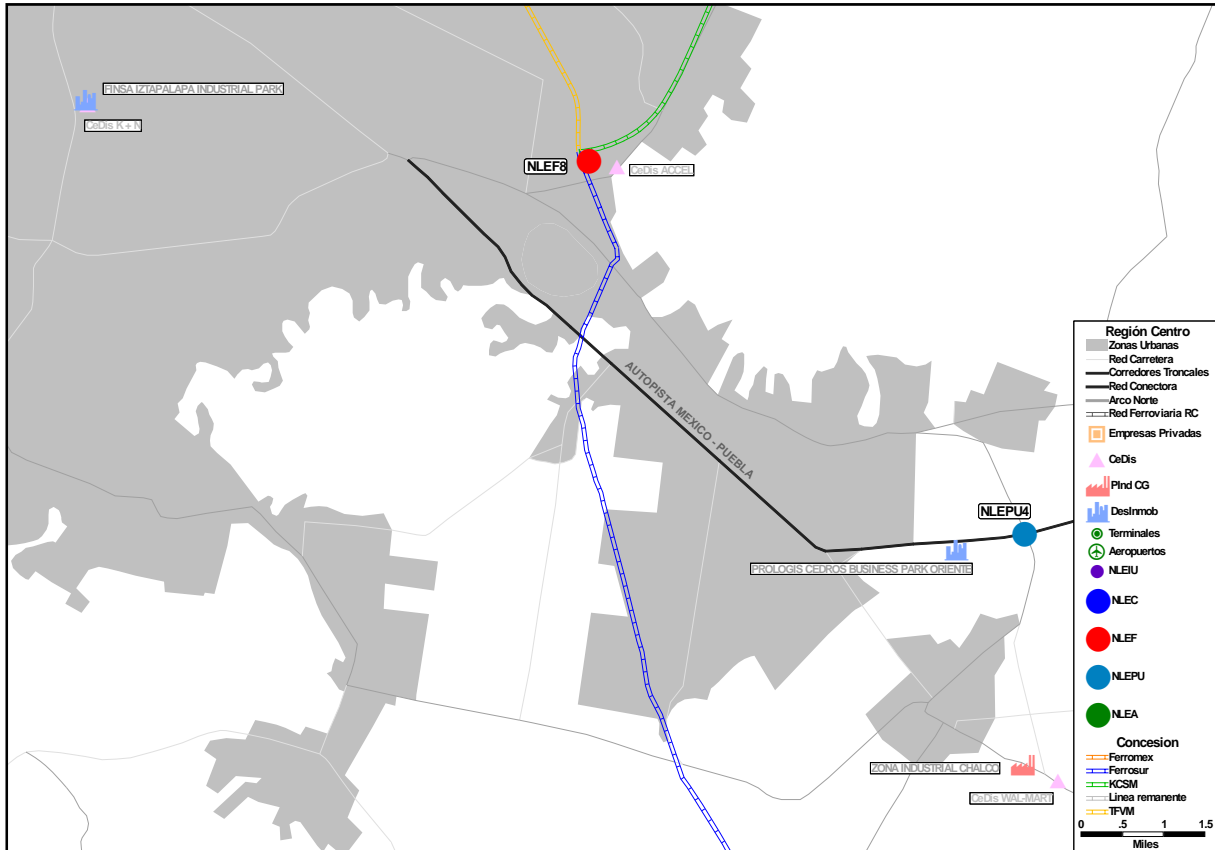 FINSA IZTAPALAPA INDUSTRIAL PARK
CeDis K + N
NLEF8
CeDis ACCEL
AUTOPISTA MEXICO - PUEBLA
NLEPU4
PROLOGIS CEDROS BUSINESS PARK ORIENTE
ZONA INDUSTRIAL CHALCO
CeDis WAL-MART
Región Centro
Zonas Urbanas
Red Carretera
Corredores Troncales
Red Conectora
Arco Norte
Red Ferroviaria RC
Empresas Privadas
CeDis
PInd CG
DesInmob
Terminales
Aeropuertos
NLEIU
NLEC
NLEF
NLEPU
NLEA
Concesion
Ferromex
Ferrosur
KCSM
Linea remanente
TFVM
0 .5 1 1.5
Miles